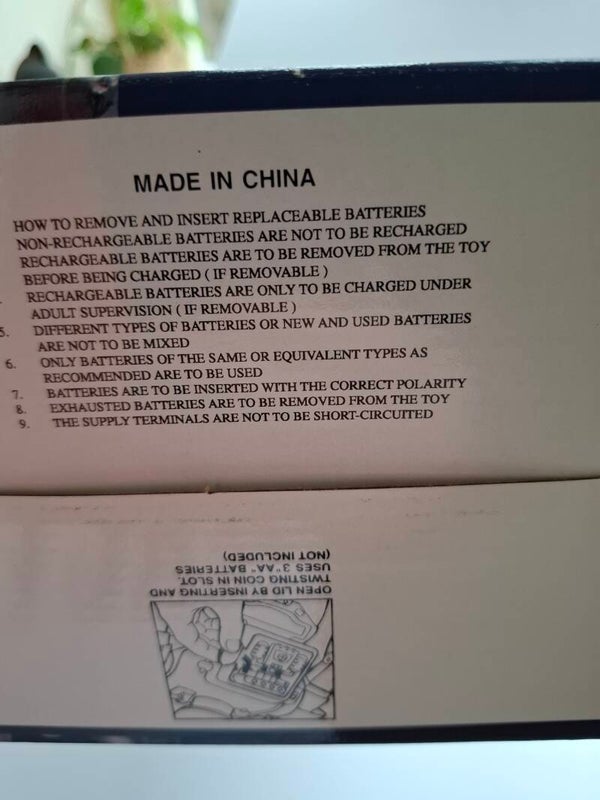 MADE IN CHINA
HOW TO REMOVE AND INSERT REPLACEABLE BATTERIES
NON-RECHARGEABLE BATTERIES ARE NOT TO BE RECHARGED
RECHARGEABLE BATTERIES ARE TO BE REMOVED FROM THE TOY
BEFORE BEING CHARGED ( IF REMOVABLE )
RECHARGEABLE BATTERIES ARE ONLY TO BE CHARGED UNDER
ADULT SUPERVISION ( IF REMOVABLE )
5. DIFFERENT TYPES OF BATTERIES OR NEW AND USED BATTERIES
ARE NOT TO BE MIXED
6. ONLY BATTERIES OF THE SAME OR EQUIVALENT TYPES AS
RECOMMENDED ARE TO BE USED
7. BATTERIES ARE TO BE INSERTED WITH THE CORRECT POLARITY
8. EXHAUSTED BATTERIES ARE TO BE REMOVED FROM THE TOY
9. THE SUPPLY TERMINALS ARE NOT TO BE SHORT-CIRCUITED
OPEN LID BY INSERTING AND
TWISTING COIN IN SLOT.
USES 3"AA" BATTERIES
(NOT INCLUDED)